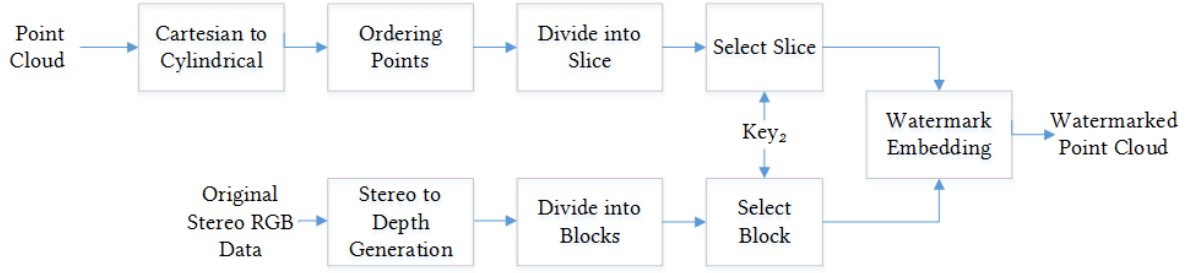 Point
Cloud
Cartesian to
Cylindrical
Ordering
Points
Divide into
Slice
Select Slice
Key₂
Watermark
Embedding
Watermarked
Point Cloud
Original
Stereo RGB
Data
Stereo to
Depth
Generation
Divide into
Blocks
Select
Block